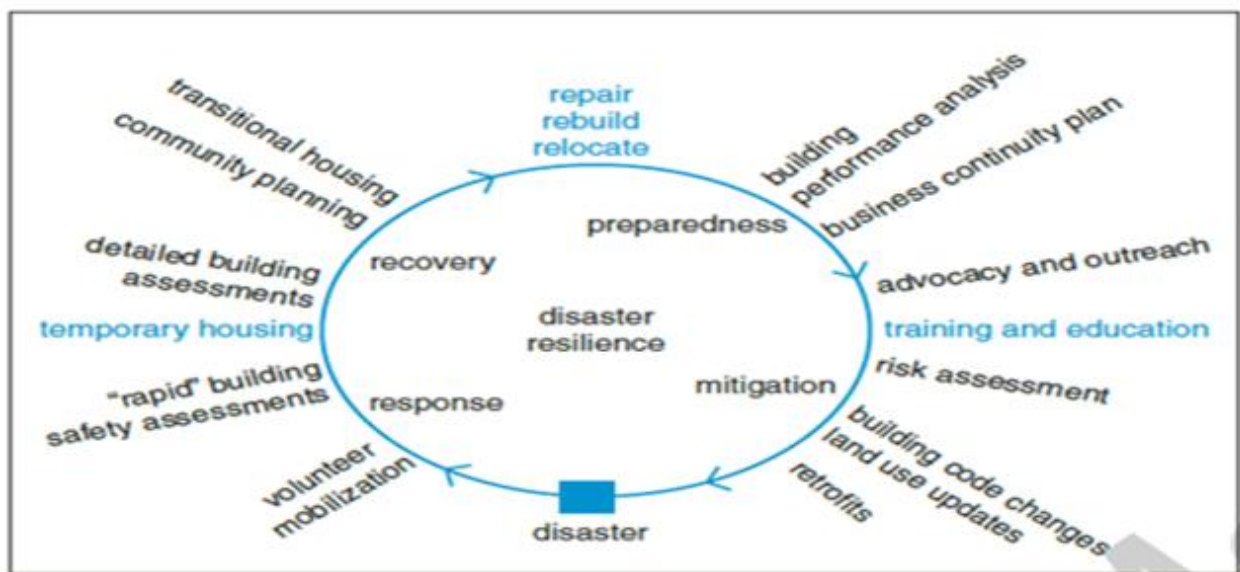 repair
rebuild
relocate
building
performance analysis
business continuity plan
advocacy and outreach
training and education
risk assessment
building code changes
land use updates
retrofits
disaster
volunteer
mobilization
"rapid" building
safety assessments
temporary housing
detailed building
assessments
community planning
transitional housing
preparedness
mitigation
response
recovery
disaster
resilience